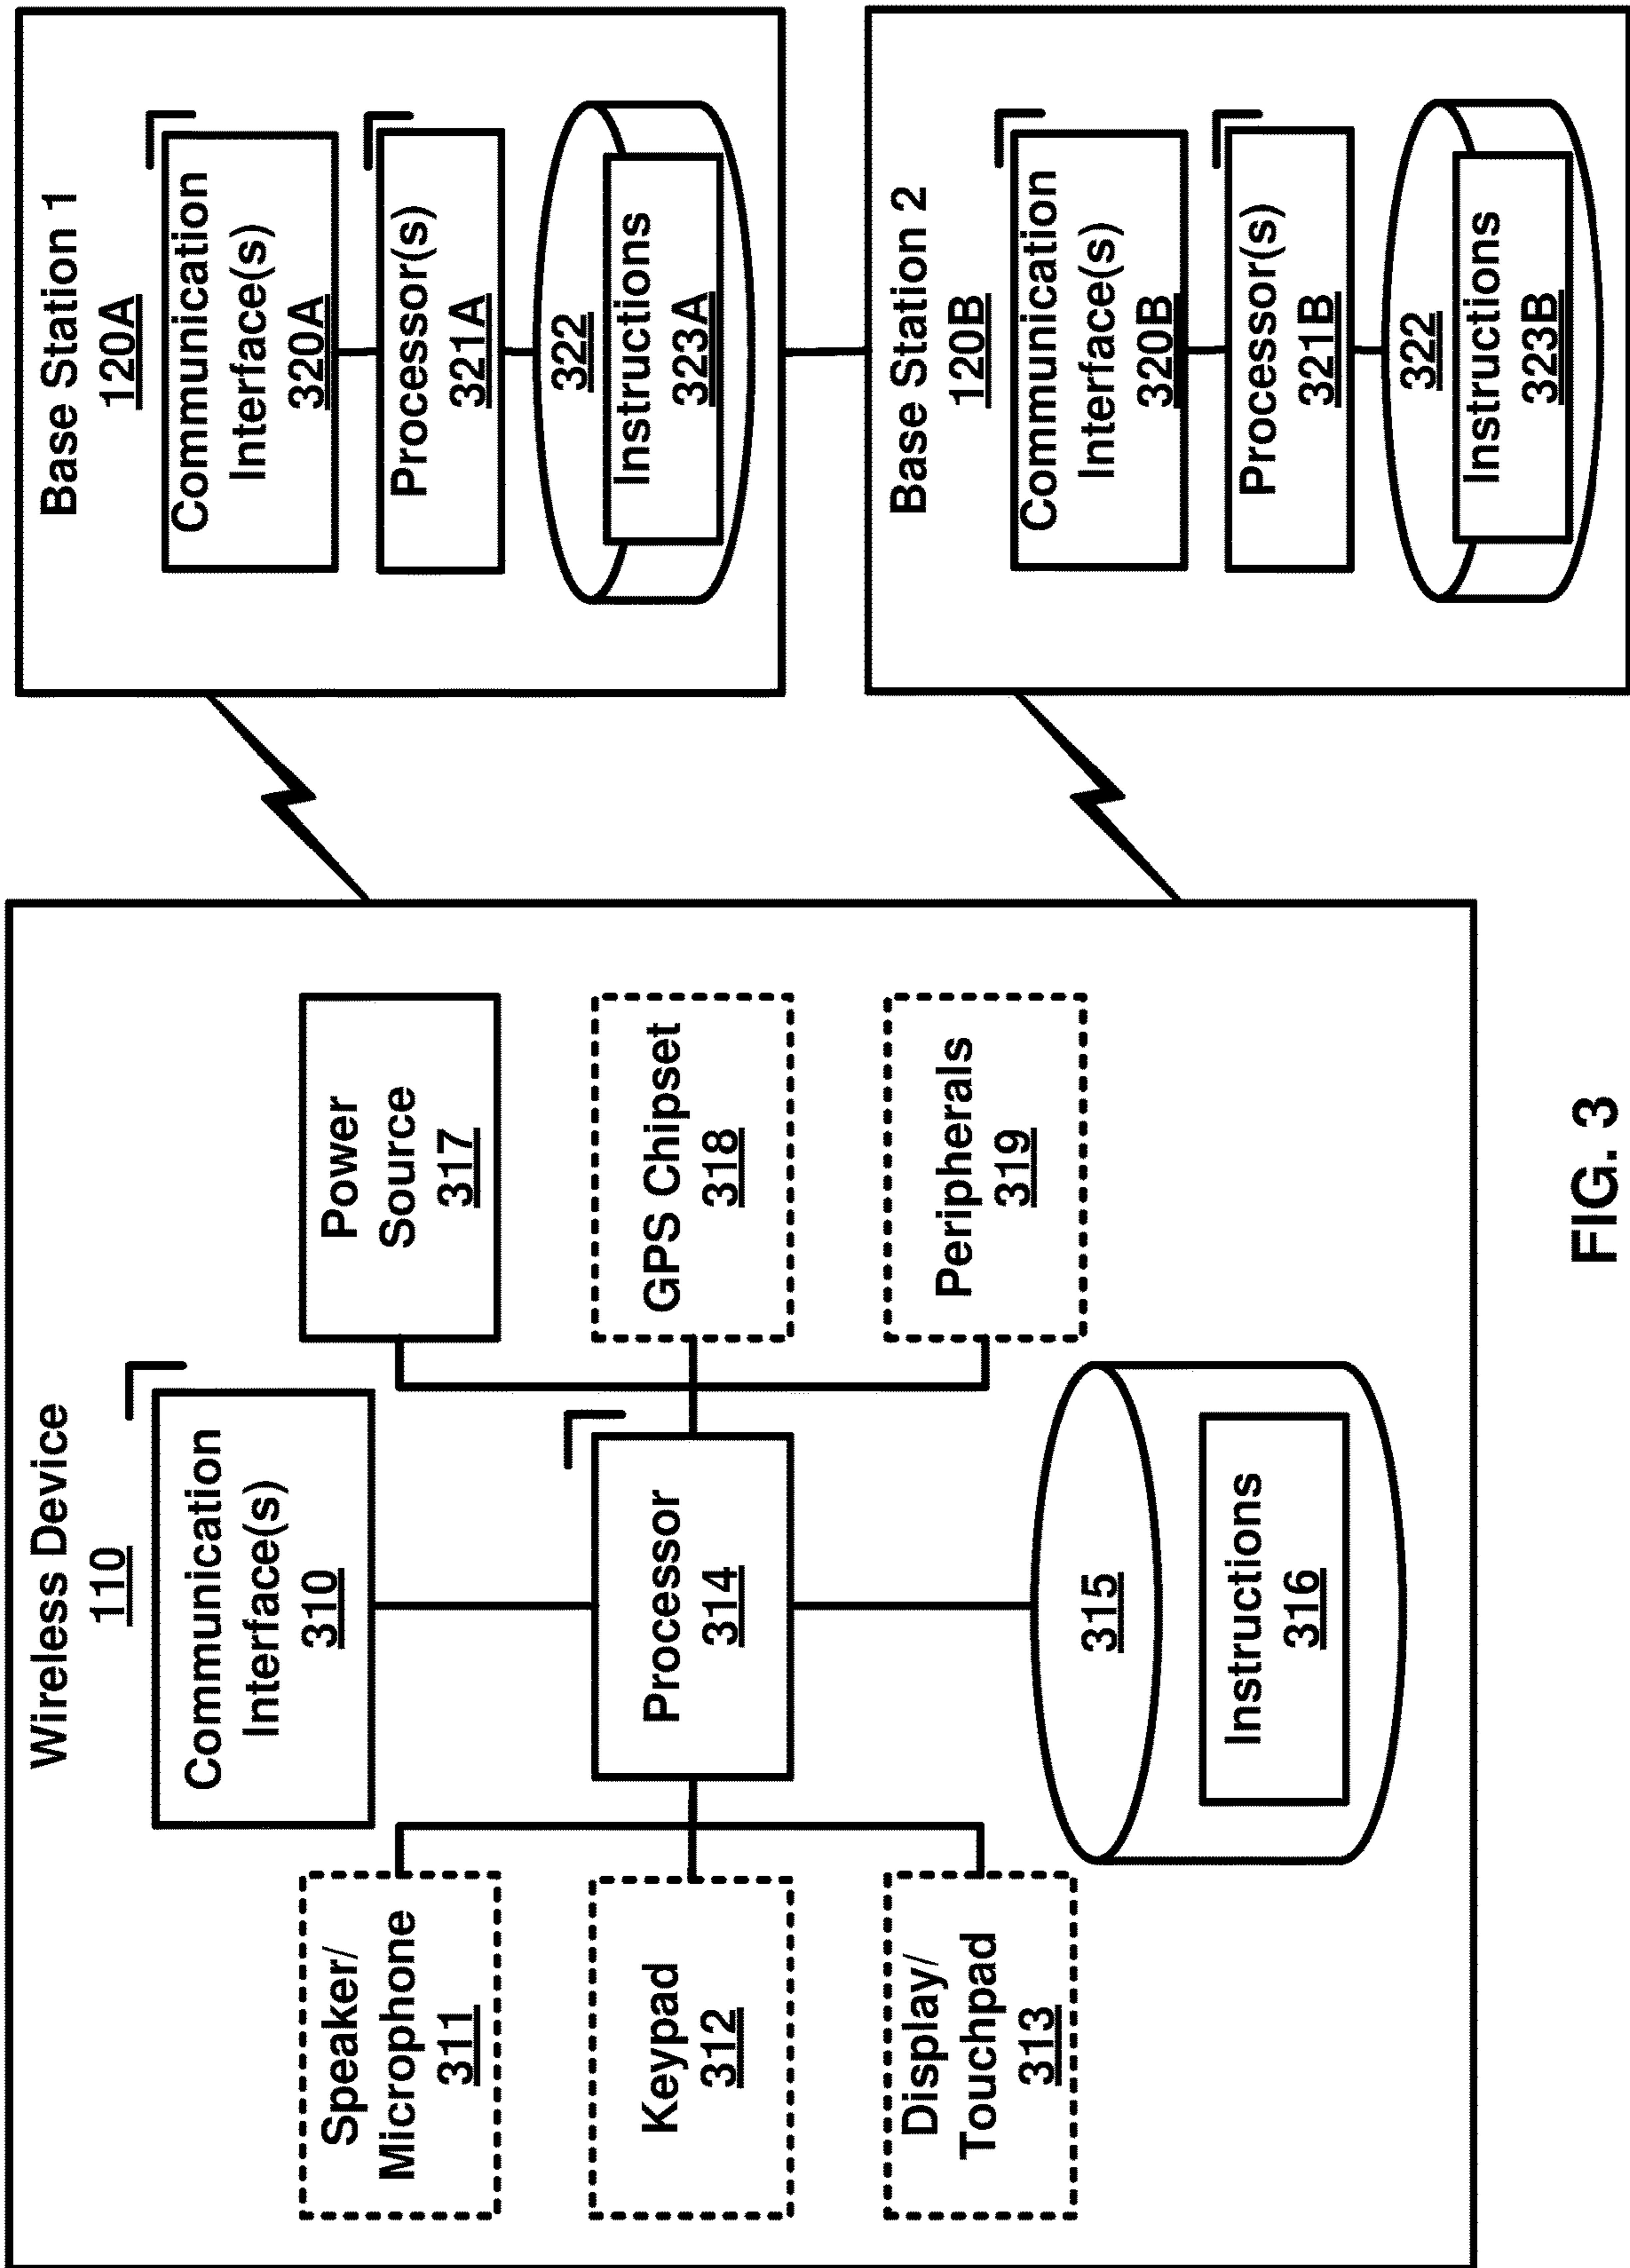 Wireless Device
110
Communication
Interface(s)
310
Speaker/
Microphone
311
Keypad
312
Display/
Touchpad
313
Processor
314
315
Instructions
316
Power
Source
317
GPS Chipset
318
Peripherals
319
Base Station 1
120A
Communication
Interface(s)
320A
Processor(s)
321A
322
Instructions
323A
Base Station 2
120B
Communication
Interface(s)
320B
Processor(s)
321B
322
Instructions
323B
FIG. 3